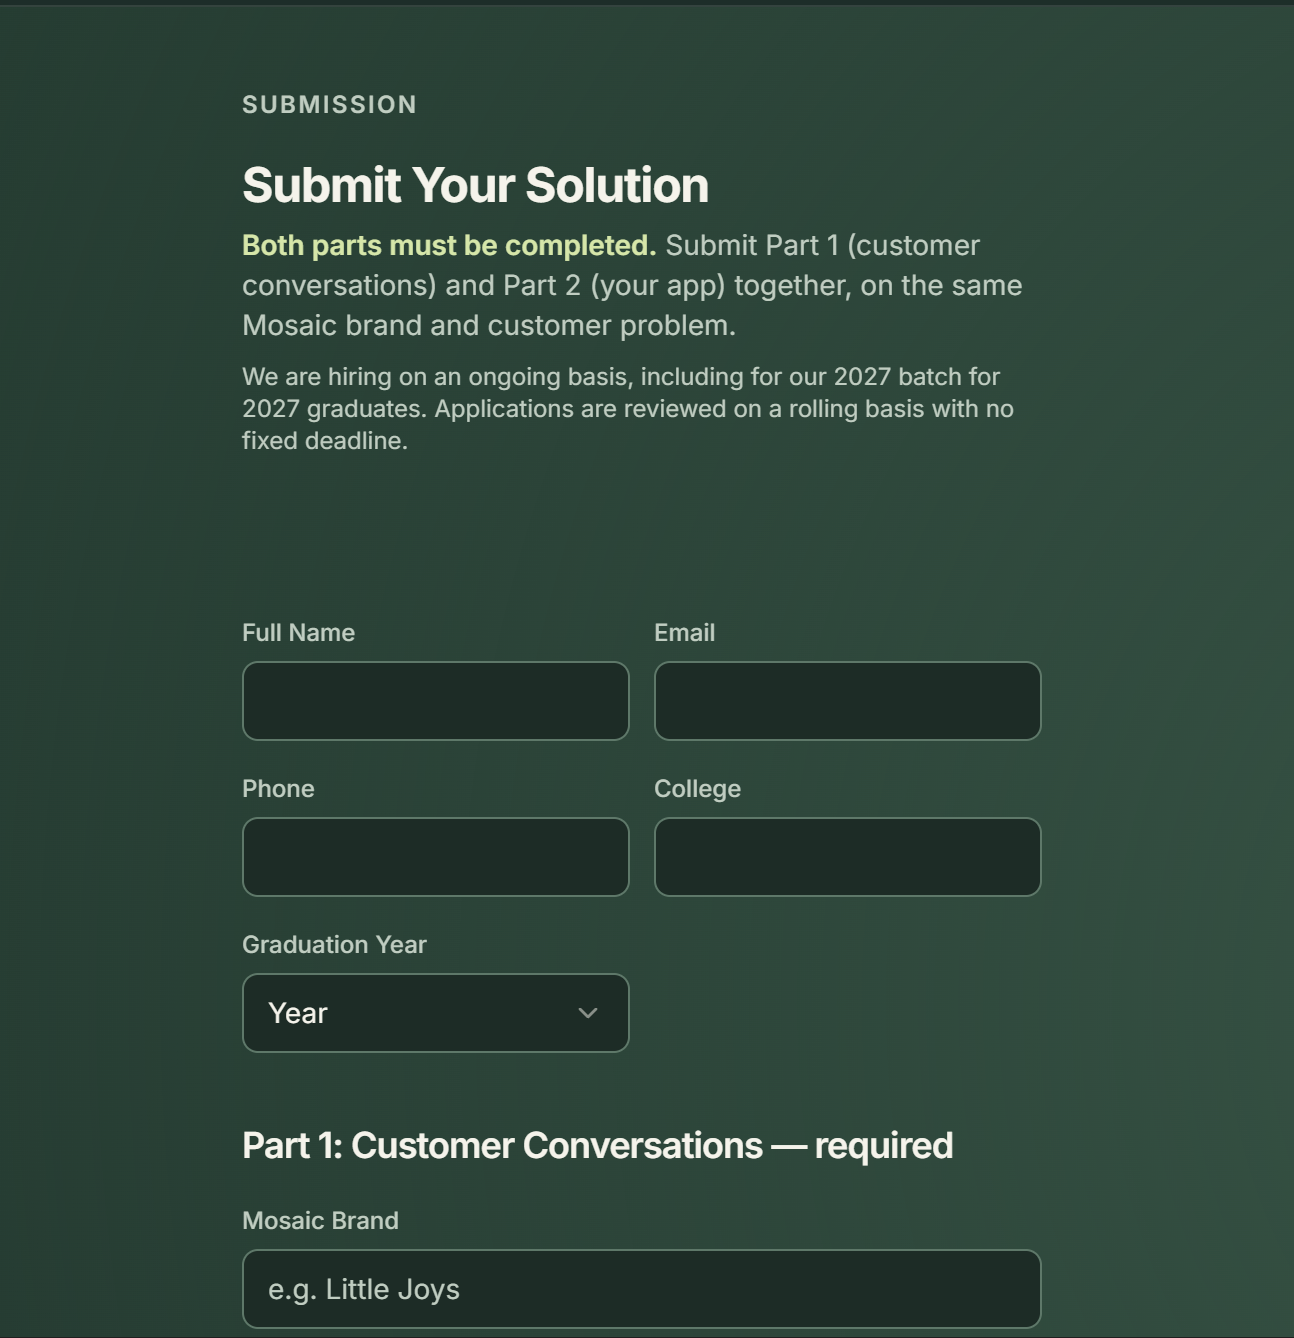 SUBMISSION
Submit Your Solution
Both parts must be completed. Submit Part 1 (customer
conversations) and Part 2 (your app) together, on the same
Mosaic brand and customer problem.
We are hiring on an ongoing basis, including for our 2027 batch for
2027 graduates. Applications are reviewed on a rolling basis with no
fixed deadline.
Full Name
Email
Phone
College
Graduation Year
Year
Part 1: Customer Conversations — required
Mosaic Brand
e.g. Little Joys